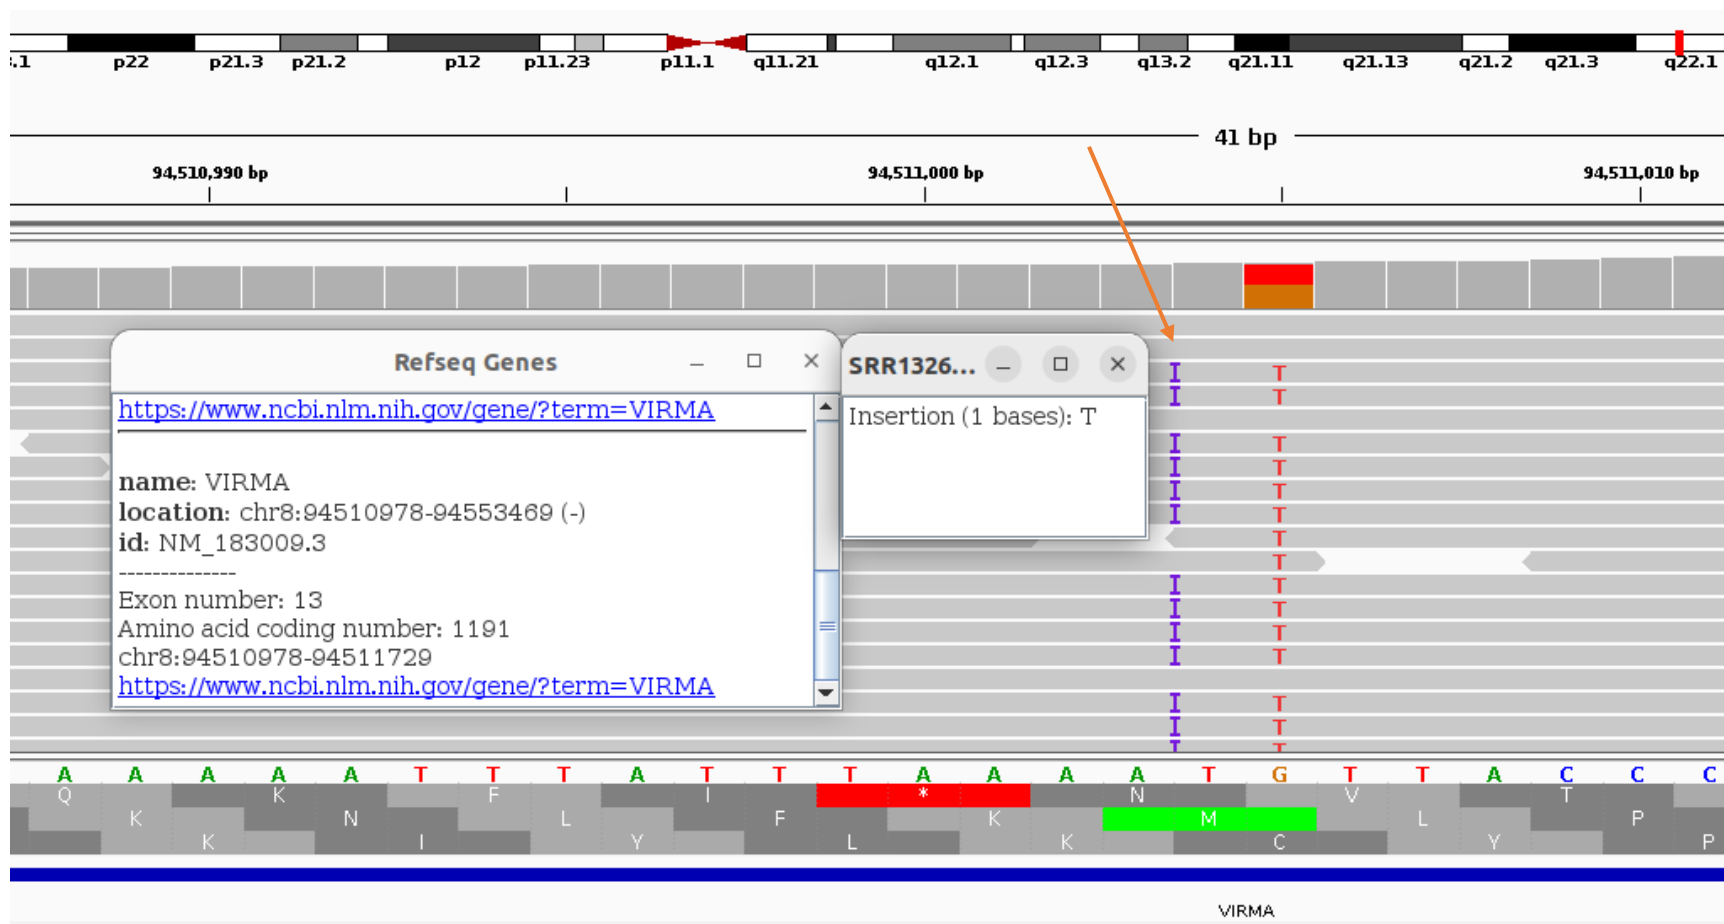 .1 p22 p21.3 p21.2 p12 p11.23 p11.1 q11.21 q12.1 q12.3 q13.2 q21.11 q21.13 q21.2 q21.3 q22.1
41 bp
94,510,990 bp 94,511,000 bp 94,511,010 bp
Refseq Genes
https://www.ncbi.nlm.nih.gov/gene/?term=VIRMA
name: VIRMA
location: chr8:94510978-94553469 (-)
id: NM_183009.3
--------------
Exon number: 13
Amino acid coding number: 1191
chr8:94510978-94511729
https://www.ncbi.nlm.nih.gov/gene/?term=VIRMA
SRR1326...
Insertion (1 bases): T
I T
I T
I T
I T
I T
I T
T
T
I T
I T
I T
I T
I T
I T
I T
A A A A A T T T A T T T A A A A T G T T A C C C
Q K F I * N V T
K N L F K M L P
K I Y L K C Y P
VIRMA